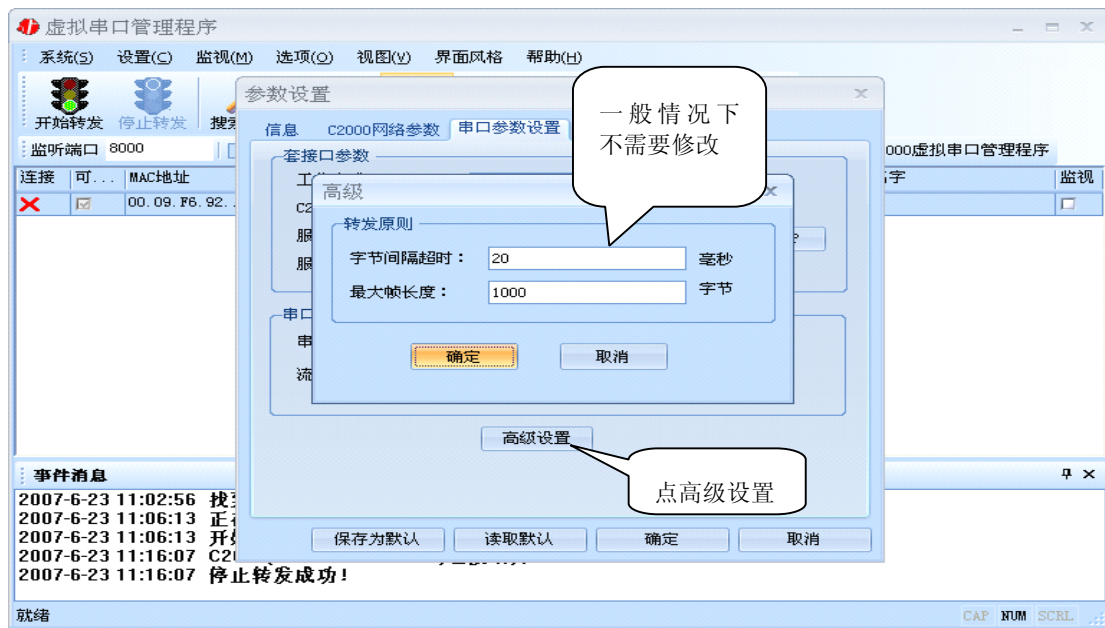 虚拟串口管理程序
系统(S) 设置(C) 监视(M) 选项(O) 视图(V) 界面风格 帮助(H)
开始转发 停止转发
监听端口 8000
000虚拟串口管理程序
连接 可... MAC地址
字 监视
00.09.F6.92..
参数设置
信息 C2000网络参数 串口参数设置
套接口参数
C2
服
服
串口
串
流
高级
转发原则
字节间隔超时： 20 毫秒
最大帧长度： 1000 字节
确定 取消
一般情况下
不需要修改
高级设置
点高级设置
保存为默认 读取默认 确定 取消
事件消息
2007-6-23 11:02:56
2007-6-23 11:06:13
2007-6-23 11:06:13
2007-6-23 11:16:07 C20
2007-6-23 11:16:07 停止转发成功!
就绪
CAP NUM SCRL